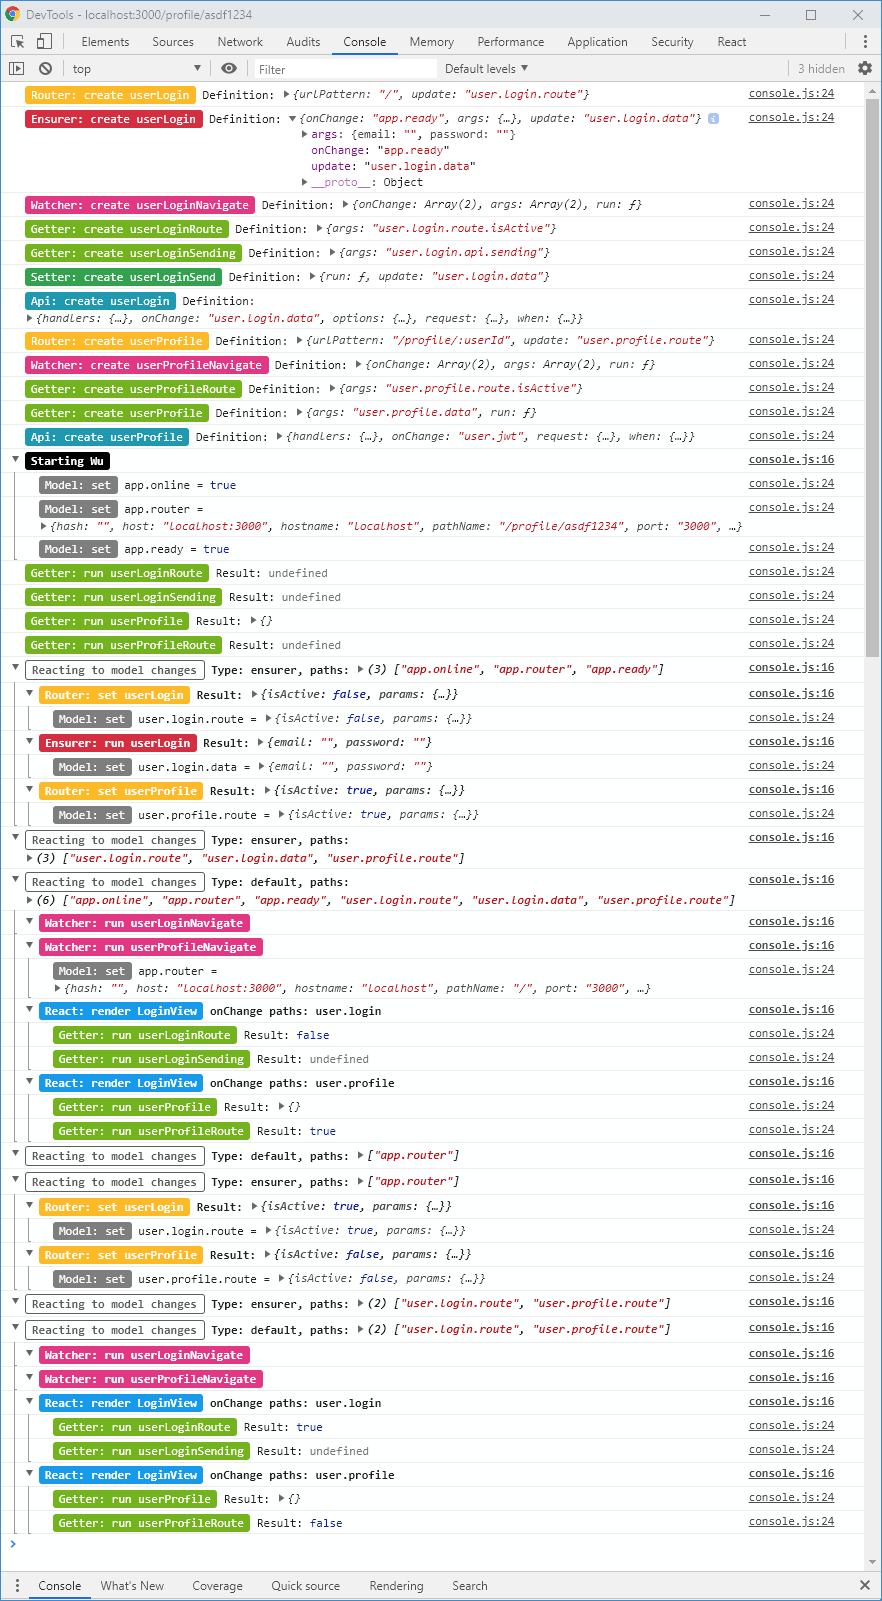 DevTools - localhost:3000/profile/asdf1234
Elements Sources Network Audits Console Memory Performance Application Security React
top Filter Default levels ▼ 3 hidden
Router: create userLogin Definition: ▶{urlPattern: "/", update: "user.login.route"} console.js:24
Ensurer: create userLogin Definition: ▼{onChange: "app.ready", args: {…}, update: "user.login.data"} i console.js:24
▶args: {email: "", password: ""}
onChange: "app.ready"
update: "user.login.data"
▶__proto__: Object
Watcher: create userLoginNavigate Definition: ▶{onChange: Array(2), args: Array(2), run: ƒ} console.js:24
Getter: create userLoginRoute Definition: ▶{args: "user.login.route.isActive"} console.js:24
Getter: create userLoginSending Definition: ▶{args: "user.login.api.sending"} console.js:24
Setter: create userLoginSend Definition: ▶{run: ƒ, update: "user.login.data"} console.js:24
Api: create userLogin Definition: console.js:24
▶{handlers: {…}, onChange: "user.login.data", options: {…}, request: {…}, when: {…}}
Router: create userProfile Definition: ▶{urlPattern: "/profile/:userId", update: "user.profile.route"} console.js:24
Watcher: create userProfileNavigate Definition: ▶{onChange: Array(2), args: Array(2), run: ƒ} console.js:24
Getter: create userProfileRoute Definition: ▶{args: "user.profile.route.isActive"} console.js:24
Getter: create userProfile Definition: ▶{args: "user.profile.data", run: ƒ} console.js:24
Api: create userProfile Definition: ▶{handlers: {…}, onChange: "user.jwt", request: {…}, when: {…}} console.js:24
▼ Starting Wu console.js:16
Model: set app.online = true console.js:24
Model: set app.router = console.js:24
▶{hash: "", host: "localhost:3000", hostname: "localhost", pathName: "/profile/asdf1234", port: "3000", …}
Model: set app.ready = true console.js:24
Getter: run userLoginRoute Result: undefined console.js:24
Getter: run userLoginSending Result: undefined console.js:24
Getter: run userProfile Result: ▶{} console.js:24
Getter: run userProfileRoute Result: undefined console.js:24
▼ Reacting to model changes Type: ensurer, paths: ▶(3) ["app.online", "app.router", "app.ready"] console.js:16
▼ Router: set userLogin Result: ▶{isActive: false, params: {…}} console.js:16
Model: set user.login.route = ▶{isActive: false, params: {…}} console.js:24
▼ Ensurer: run userLogin Result: ▶{email: "", password: ""} console.js:16
Model: set user.login.data = ▶{email: "", password: ""} console.js:24
▼ Router: set userProfile Result: ▶{isActive: true, params: {…}} console.js:16
Model: set user.profile.route = ▶{isActive: true, params: {…}} console.js:24
▼ Reacting to model changes Type: ensurer, paths: console.js:16
▶(3) ["user.login.route", "user.login.data", "user.profile.route"]
▼ Reacting to model changes Type: default, paths: console.js:16
▶(6) ["app.online", "app.router", "app.ready", "user.login.route", "user.login.data", "user.profile.route"]
▼ Watcher: run userLoginNavigate console.js:16
▼ Watcher: run userProfileNavigate console.js:16
Model: set app.router = console.js:24
▶{hash: "", host: "localhost:3000", hostname: "localhost", pathName: "/", port: "3000", …}
▼ React: render LoginView onChange paths: user.login console.js:16
Getter: run userLoginRoute Result: false console.js:24
Getter: run userLoginSending Result: undefined console.js:24
▼ React: render LoginView onChange paths: user.profile console.js:16
Getter: run userProfile Result: ▶{} console.js:24
Getter: run userProfileRoute Result: true console.js:24
▼ Reacting to model changes Type: default, paths: ▶["app.router"] console.js:16
▼ Reacting to model changes Type: ensurer, paths: ▶["app.router"] console.js:16
▼ Router: set userLogin Result: ▶{isActive: true, params: {…}} console.js:16
Model: set user.login.route = ▶{isActive: true, params: {…}} console.js:24
▼ Router: set userProfile Result: ▶{isActive: false, params: {…}} console.js:16
Model: set user.profile.route = ▶{isActive: false, params: {…}} console.js:24
▼ Reacting to model changes Type: ensurer, paths: ▶(2) ["user.login.route", "user.profile.route"] console.js:16
▼ Reacting to model changes Type: default, paths: ▶(2) ["user.login.route", "user.profile.route"] console.js:16
▼ Watcher: run userLoginNavigate console.js:16
▼ Watcher: run userProfileNavigate console.js:16
▼ React: render LoginView onChange paths: user.login console.js:16
Getter: run userLoginRoute Result: true console.js:24
Getter: run userLoginSending Result: undefined console.js:24
▼ React: render LoginView onChange paths: user.profile console.js:16
Getter: run userProfile Result: ▶{} console.js:24
Getter: run userProfileRoute Result: false console.js:24
Console What's New Coverage Quick source Rendering Search